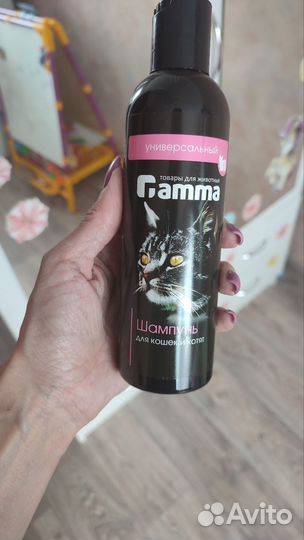 универсальный
товары для животных
Gamma
Шампунь
для кошек и котят
Avito